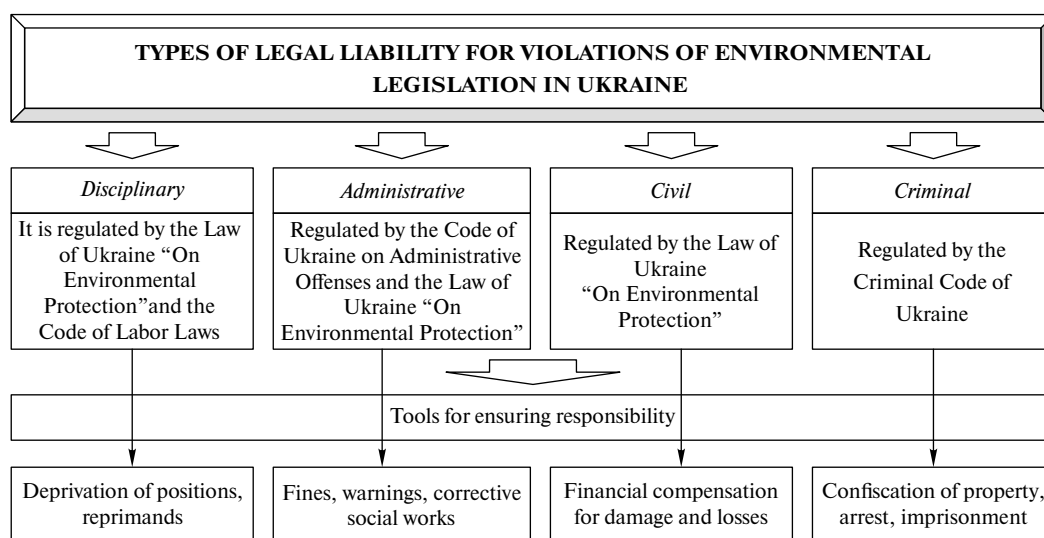 TYPES OF LEGAL LIABILITY FOR VIOLATIONS OF ENVIRONMENTAL
LEGISLATION IN UKRAINE
Disciplinary
It is regulated by the Law
of Ukraine “On
Environmental
Protection”and the
Code of Labor Laws
Administrative
Regulated by the Code of
Ukraine on Administrative
Offenses and the Law of
Ukraine “On
Environmental Protection”
Civil
Regulated by the Law of
Ukraine
“On Environmental
Protection”
Criminal
Regulated by the
Criminal Code of
Ukraine
Tools for ensuring responsibility
Deprivation of positions,
reprimands
Fines, warnings, corrective
social works
Financial compensation
for damage and losses
Confiscation of property,
arrest, imprisonment